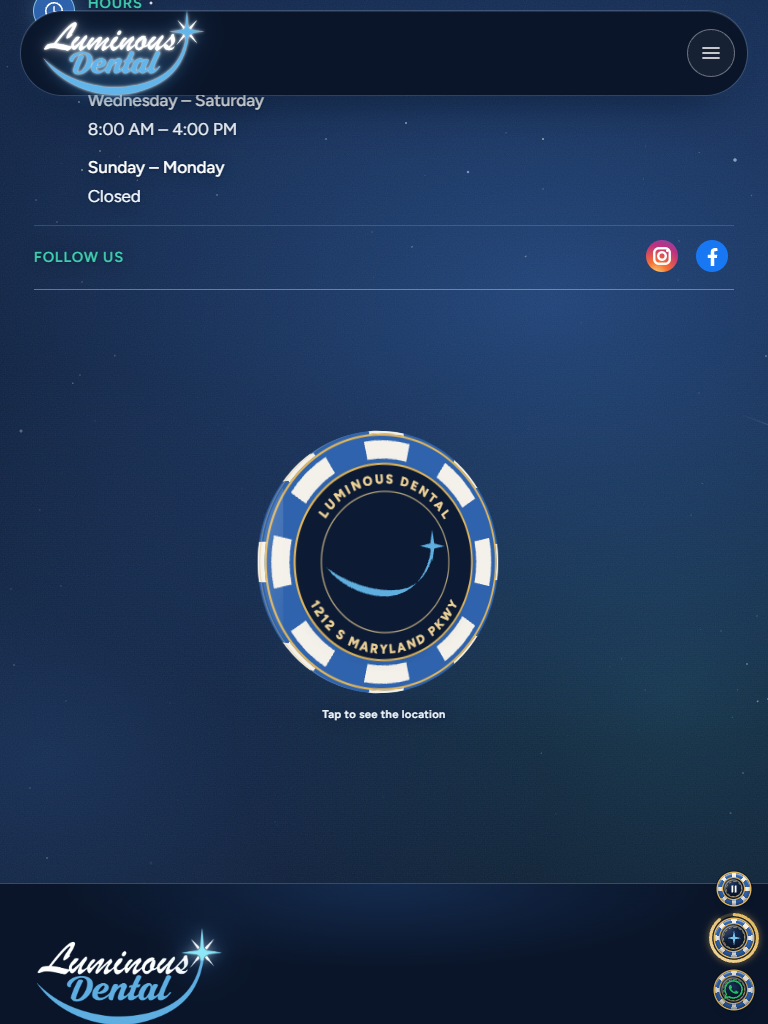 HOURS
Luminous
Dental
Wednesday – Saturday
8:00 AM – 4:00 PM
Sunday – Monday
Closed
FOLLOW US
LUMINOUS DENTAL
1212 S MARYLAND PKWY
Tap to see the location
Luminous
Dental